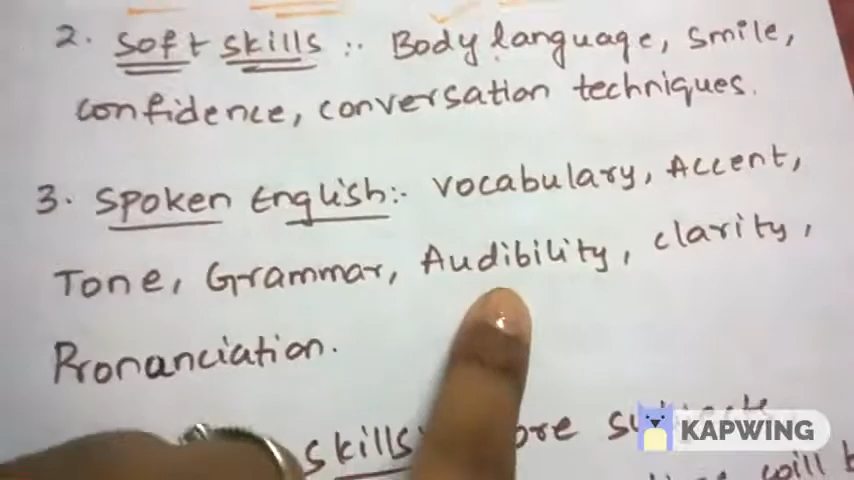 2. Soft skills :- Body language, smile,
confidence, conversation techniques.
3. Spoken English:- Vocabulary, Accent,
Tone, Grammar, Audibility, clarity,
Pronanciation.
skills
will
KAPWING